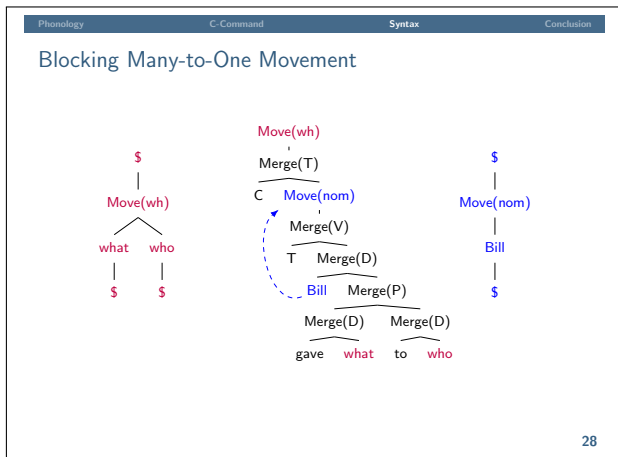 Phonology C-Command Syntax Conclusion
Blocking Many-to-One Movement
$
Move(wh)
what who
$ $
Move(wh)
Merge(T)
C Move(nom)
Merge(V)
T Merge(D)
Bill Merge(P)
Merge(D) Merge(D)
gave what to who
$
Move(nom)
Bill
$
28